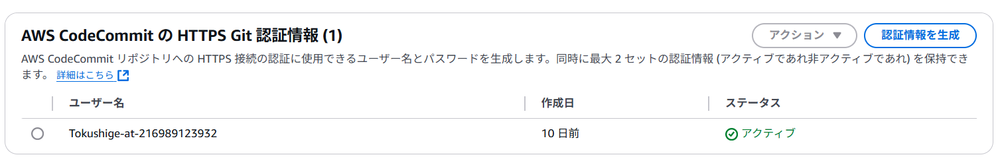 AWS CodeCommit の HTTPS Git 認証情報 (1)
アクション ▼
認証情報を生成
AWS CodeCommit リポジトリへの HTTPS 接続の認証に使用できるユーザー名とパスワードを生成します。同時に最大 2 セットの認証情報 (アクティブであれ非アクティブであれ) を保持でき
ます。 詳細はこちら
ユーザー名 作成日 ステータス
Tokushige-at-216989123932 10 日前 アクティブ